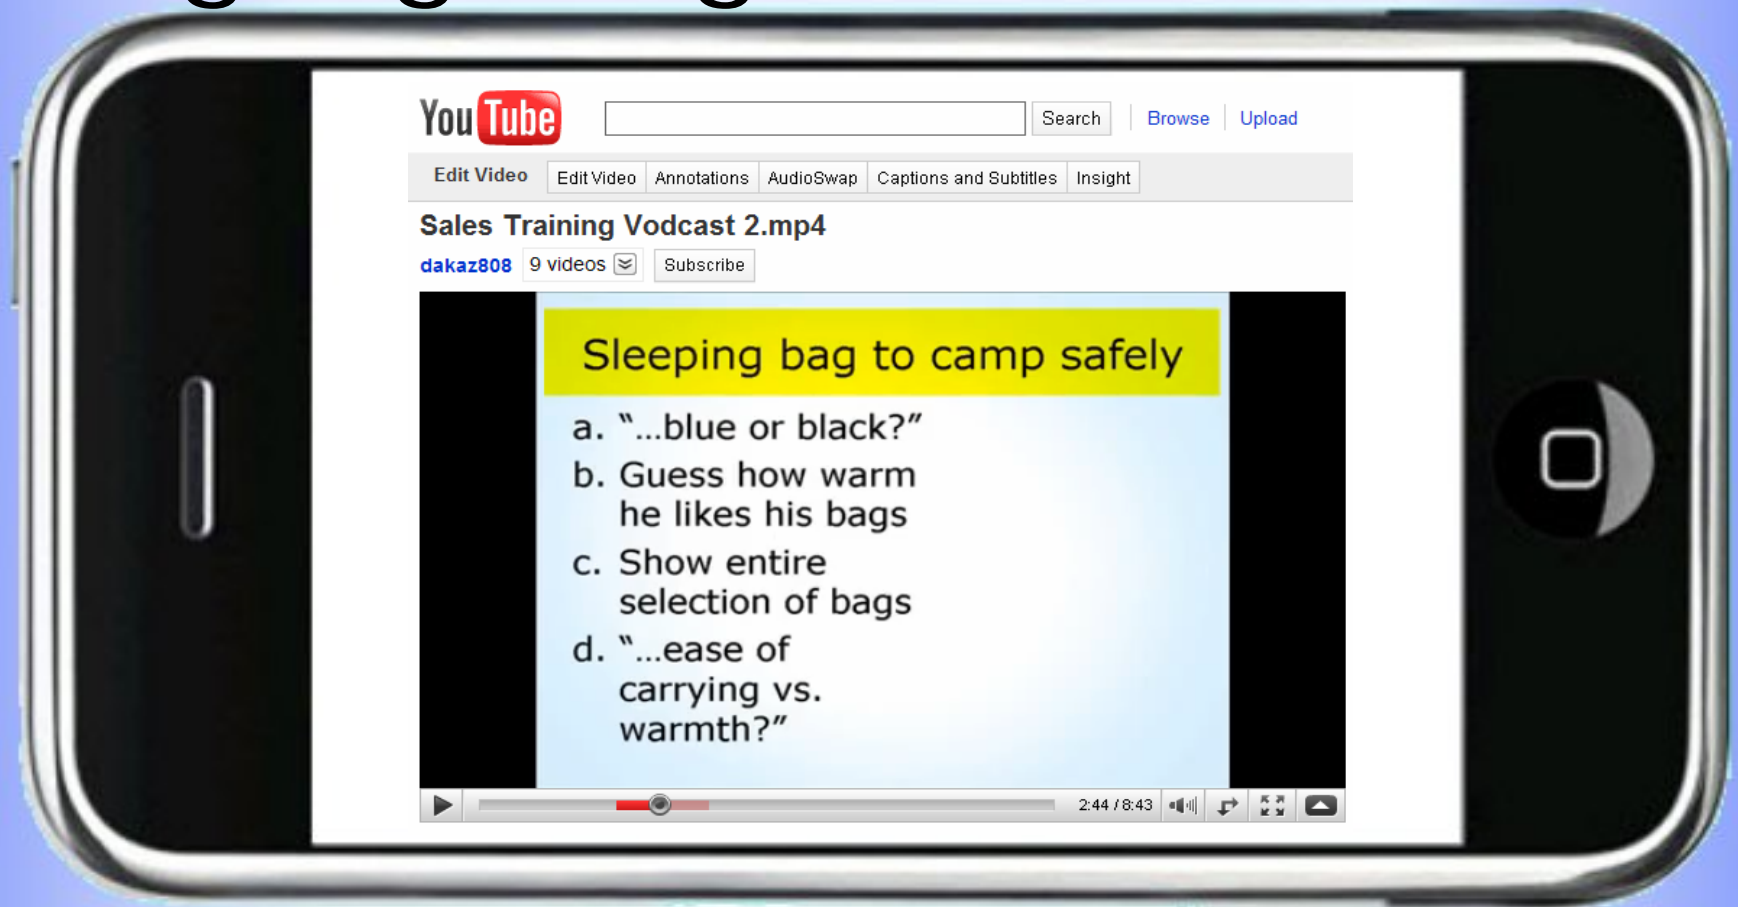 YouTube Search Browse Upload
Edit Video Edit Video Annotations AudioSwap Captions and Subtitles Insight
Sales Training Vodcast 2.mp4
dakaz808 9 videos Subscribe
Sleeping bag to camp safely
a. “…blue or black?”
b. Guess how warm
he likes his bags
c. Show entire
selection of bags
d. “…ease of
carrying vs.
warmth?”
2:44 / 8:43